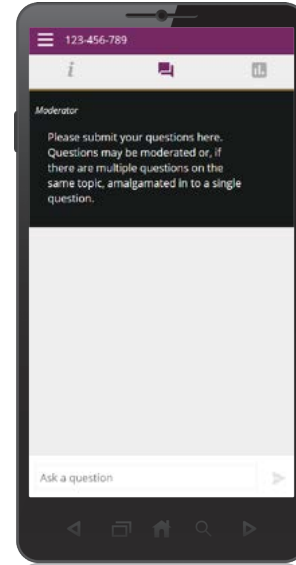 123-456-789
i
Moderator
Please submit your questions here.
Questions may be moderated or, if
there are multiple questions on the
same topic, amalgamated in to a single
question.
Ask a question